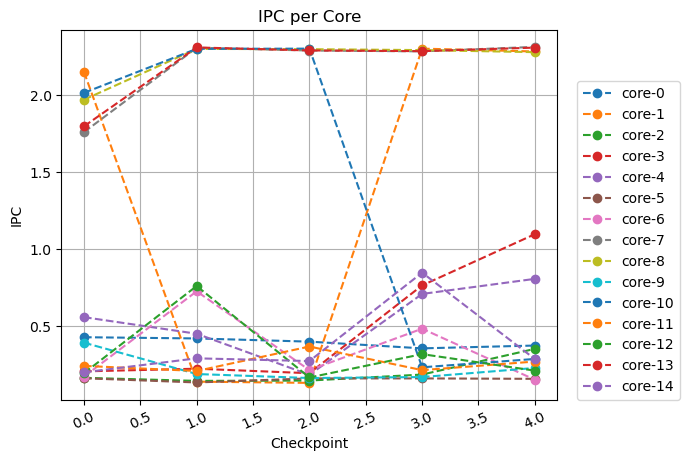 IPC per Core
IPC
2.0
1.5
1.0
0.5
0.0
0.5
1.0
1.5
2.0
2.5
3.0
3.5
4.0
Checkpoint
core-0
core-1
core-2
core-3
core-4
core-5
core-6
core-7
core-8
core-9
core-10
core-11
core-12
core-13
core-14